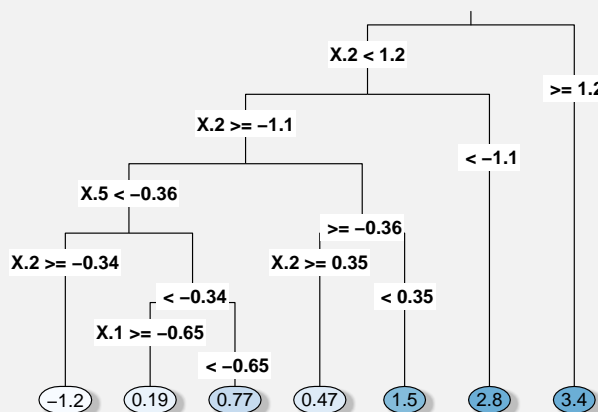 X.2 < 1.2
>= 1.2
X.2 >= −1.1
< −1.1
X.5 < −0.36
>= −0.36
X.2 >= −0.34
X.2 >= 0.35
< −0.34
< 0.35
X.1 >= −0.65
< −0.65
−1.2 0.19 0.77 0.47 1.5 2.8 3.4